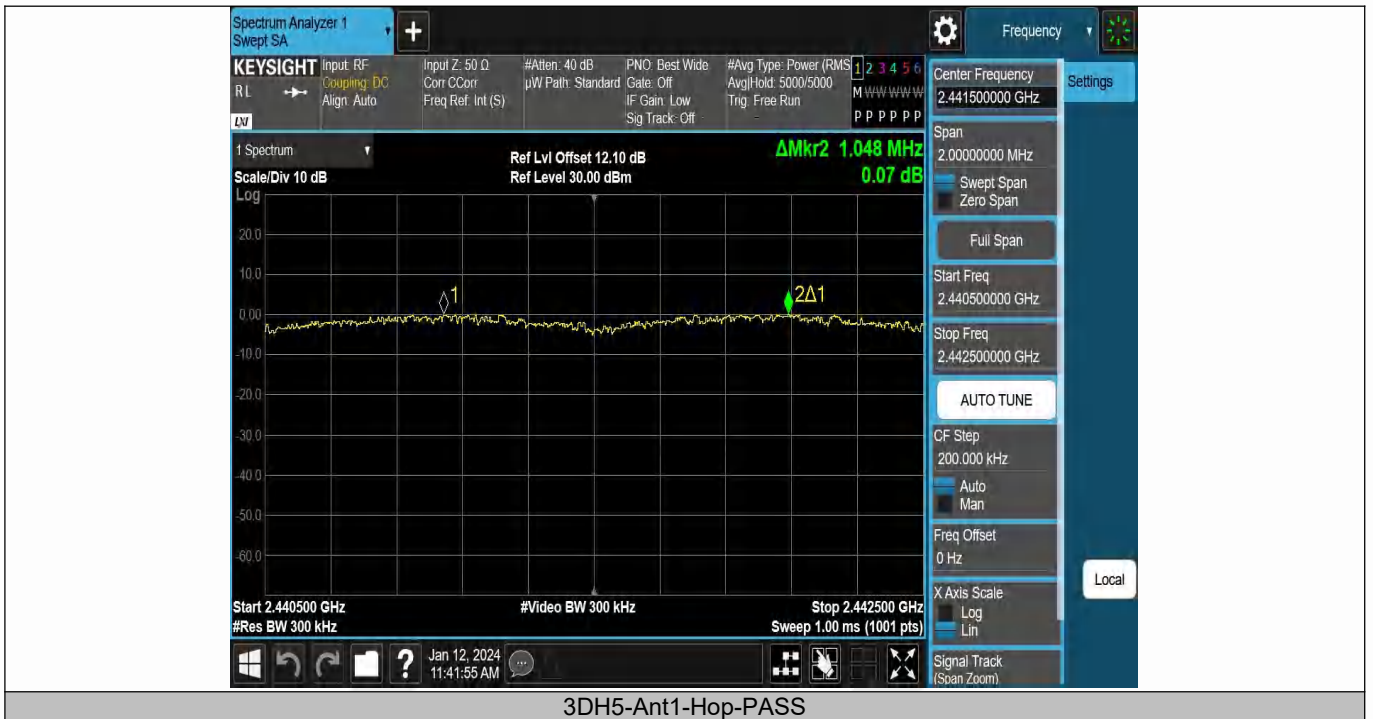 Spectrum Analyzer 1
Swept SA
+
Frequency
KEYSIGHT
RL
LXI
Input: RF
Coupling: DC
Align: Auto
Input Z: 50 Ω
Corr CCorr
Freq Ref: Int (S)
#Atten: 40 dB
µW Path: Standard
PNO: Best Wide
Gate: Off
IF Gain: Low
Sig Track: Off
#Avg Type: Power (RMS
Avg|Hold: 5000/5000
Trig: Free Run
1 2 3 4 5 6
M W W W W W
P P P P P P
Center Frequency
2.441500000 GHz
Settings
Span
2.00000000 MHz
Swept Span
Zero Span
Full Span
Start Freq
2.440500000 GHz
Stop Freq
2.442500000 GHz
AUTO TUNE
CF Step
200.000 kHz
Auto
Man
Freq Offset
0 Hz
X Axis Scale
Log
Lin
Signal Track
(Span Zoom)
Local
1 Spectrum
Scale/Div 10 dB
Ref Lvl Offset 12.10 dB
Ref Level 30.00 dBm
ΔMkr2 1.048 MHz
0.07 dB
Log
20.0
10.0
0.00
-10.0
-20.0
-30.0
-40.0
-50.0
-60.0
1
2Δ1
Start 2.440500 GHz
#Res BW 300 kHz
#Video BW 300 kHz
Stop 2.442500 GHz
Sweep 1.00 ms (1001 pts)
?
Jan 12, 2024
11:41:55 AM
3DH5-Ant1-Hop-PASS